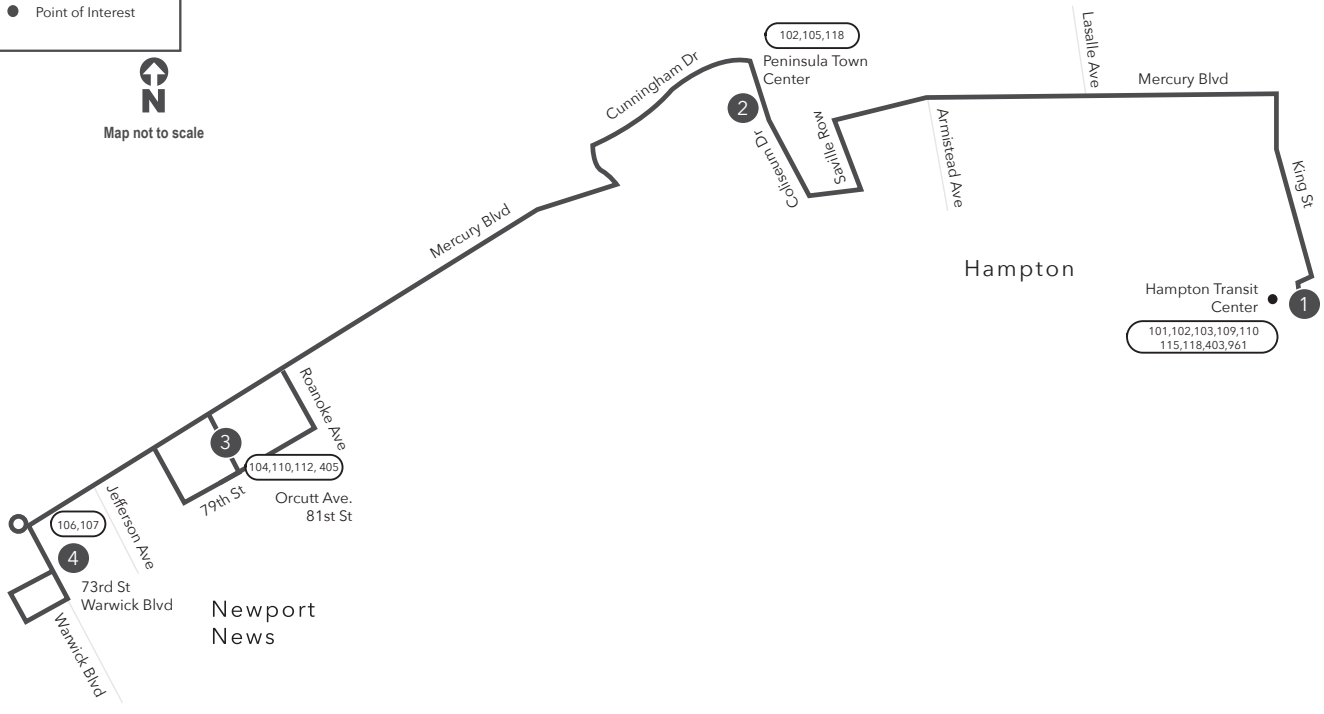 Point of Interest
N
Map not to scale
Cunningham Dr
102,105,118
Peninsula Town
Center
2
Coliseum Dr
Saville Row
Lasalle Ave
Mercury Blvd
Armistead Ave
King St
Hampton
Hampton Transit
Center
1
101,102,103,109,110
115,118,403,961
Mercury Blvd
Roanoke Ave
3
104,110,112, 405
79th St
Orcutt Ave.
81st St
Jefferson Ave
106,107
4
73rd St
Warwick Blvd
Newport
News
Warwick Blvd